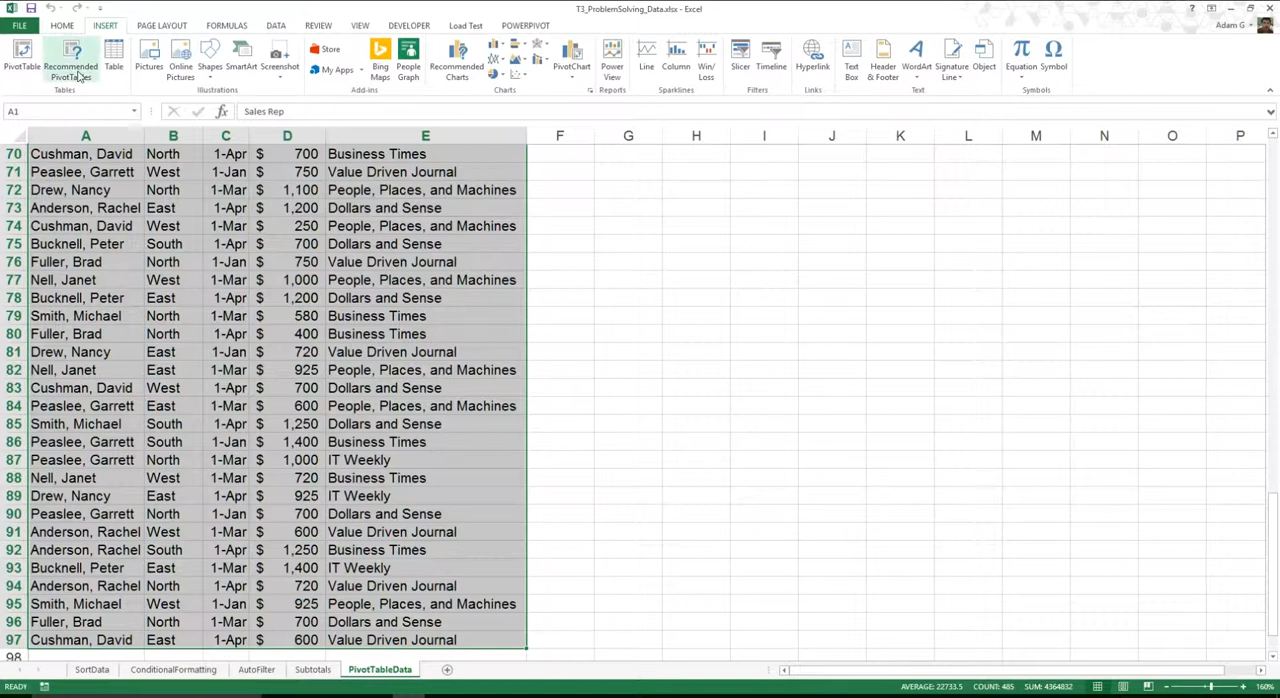 T3_ProblemSolving_Data.xlsx - Excel
FILE HOME INSERT PAGE LAYOUT FORMULAS DATA REVIEW VIEW DEVELOPER Load Test POWERPIVOT Adam G
PivotTable Recommended PivotTables Table Pictures Online Pictures Shapes SmartArt Screenshot Store My Apps Bing Maps People Graph Recommended Charts PivotChart Power View Line Column Win/ Loss Slicer Timeline Hyperlink Text Box Header & Footer WordArt Signature Line Object Equation Symbol
Tables Illustrations Add-ins Charts Reports Sparklines Filters Links Text Symbols
A1 fx Sales Rep
A B C D E F G H I J K L M N O P
70 Cushman, David North 1-Apr $ 700 Business Times
71 Peaslee, Garrett West 1-Jan $ 750 Value Driven Journal
72 Drew, Nancy North 1-Mar $ 1,100 People, Places, and Machines
73 Anderson, Rachel East 1-Apr $ 1,200 Dollars and Sense
74 Cushman, David West 1-Mar $ 250 People, Places, and Machines
75 Bucknell, Peter South 1-Apr $ 700 Dollars and Sense
76 Fuller, Brad North 1-Jan $ 750 Value Driven Journal
77 Nell, Janet West 1-Mar $ 1,000 People, Places, and Machines
78 Bucknell, Peter East 1-Apr $ 1,200 Dollars and Sense
79 Smith, Michael North 1-Mar $ 580 Business Times
80 Fuller, Brad North 1-Apr $ 400 Business Times
81 Drew, Nancy East 1-Jan $ 720 Value Driven Journal
82 Nell, Janet East 1-Mar $ 925 People, Places, and Machines
83 Cushman, David West 1-Apr $ 700 Dollars and Sense
84 Peaslee, Garrett East 1-Mar $ 600 People, Places, and Machines
85 Smith, Michael South 1-Apr $ 1,250 Dollars and Sense
86 Peaslee, Garrett South 1-Jan $ 1,400 Business Times
87 Peaslee, Garrett North 1-Mar $ 1,000 IT Weekly
88 Nell, Janet West 1-Mar $ 720 Business Times
89 Drew, Nancy East 1-Apr $ 925 IT Weekly
90 Peaslee, Garrett North 1-Jan $ 700 Dollars and Sense
91 Anderson, Rachel West 1-Mar $ 600 Value Driven Journal
92 Anderson, Rachel South 1-Apr $ 1,250 Business Times
93 Bucknell, Peter East 1-Mar $ 1,400 IT Weekly
94 Anderson, Rachel North 1-Apr $ 720 Value Driven Journal
95 Smith, Michael West 1-Jan $ 925 People, Places, and Machines
96 Fuller, Brad North 1-Mar $ 700 Dollars and Sense
97 Cushman, David East 1-Apr $ 600 Value Driven Journal
98
SortData ConditionalFormatting AutoFilter Subtotals PivotTableData
READY AVERAGE: 22733.5 COUNT: 485 SUM: 4364832 160%